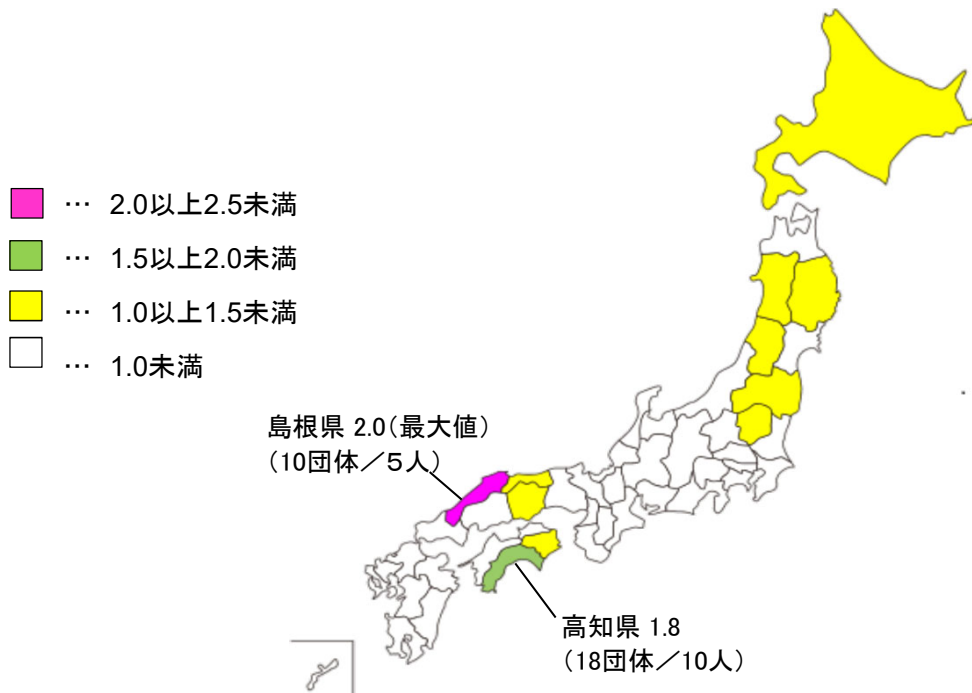 … 2.0以上2.5未満
… 1.5以上2.0未満
… 1.0以上1.5未満
… 1.0未満
島根県 2.0(最大値)
(10団体/5人)
高知県 1.8
(18団体/10人)